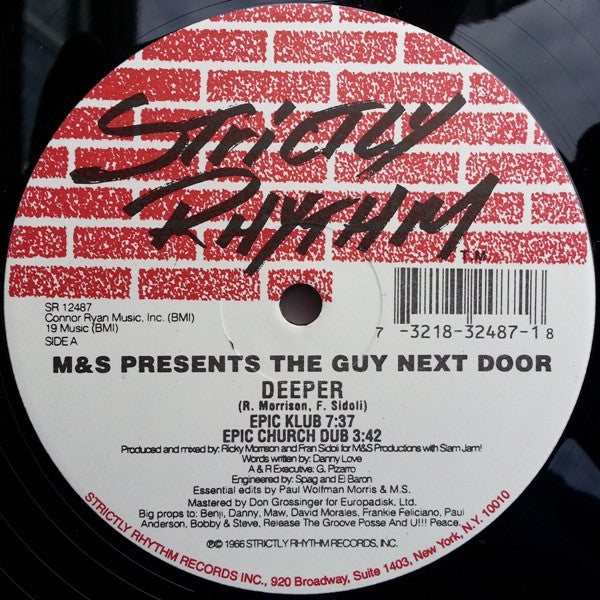 STRICTLY
RHYTHM
T.M.
SR 12487
Connor Ryan Music, Inc. (BMI)
19 Music (BMI)
SIDE A
7 -3218-32487-1 8
M&S PRESENTS THE GUY NEXT DOOR
DEEPER
(R. Morrison, F. Sidoli)
EPIC KLUB 7:37
EPIC CHURCH DUB 3:42
Produced and mixed by: Ricky Morrison and Fran Sidoli for M&S Productions with Slam Jam!
Words written by: Danny Love
A & R Executive: G. Pizarro
Engineered by: Spag and El Baron
Essential edits by Paul Wolfman Morris & M.S.
Mastered by Don Grossinger for Europadisk, Ltd.
Big props to: Benji, Danny, Maw, David Morales, Frankie Feliciano, Paul
Anderson, Bobby & Steve, Release The Groove Posse And U!!! Peace.
℗© 1966 STRICTLY RHYTHM RECORDS, INC.
STRICTLY RHYTHM RECORDS INC., 920 Broadway, Suite 1403, New York, N.Y. 10010